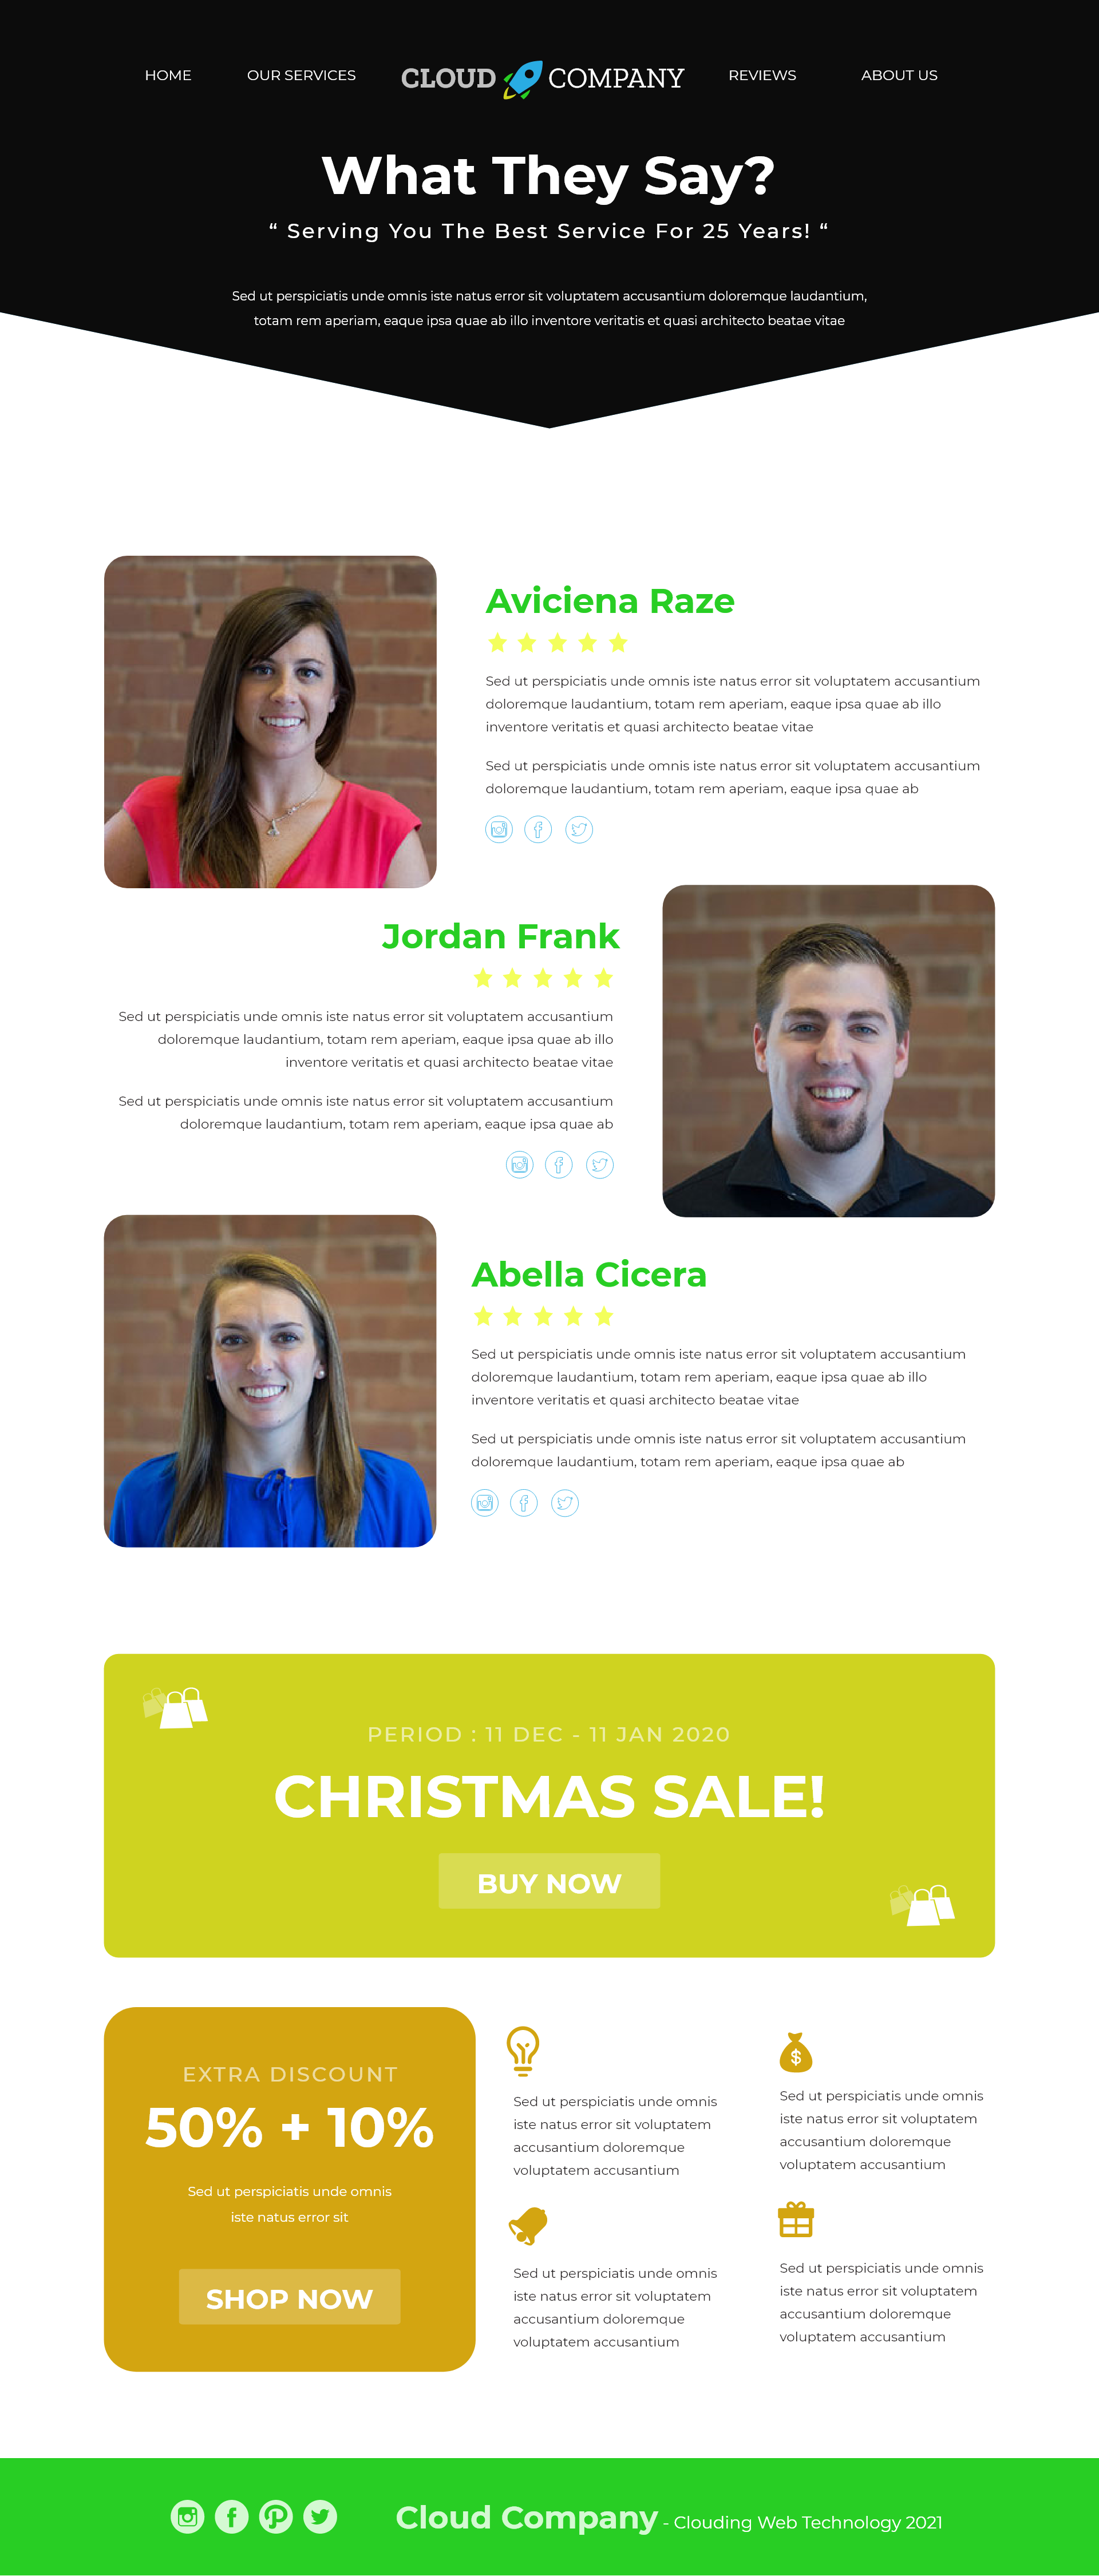 HOME OUR SERVICES CLOUD COMPANY REVIEWS ABOUT US
What They Say?
“ Serving You The Best Service For 25 Years! “
Sed ut perspiciatis unde omnis iste natus error sit voluptatem accusantium doloremque laudantium,
totam rem aperiam, eaque ipsa quae ab illo inventore veritatis et quasi architecto beatae vitae
Aviciena Raze
Sed ut perspiciatis unde omnis iste natus error sit voluptatem accusantium
doloremque laudantium, totam rem aperiam, eaque ipsa quae ab illo
inventore veritatis et quasi architecto beatae vitae
Sed ut perspiciatis unde omnis iste natus error sit voluptatem accusantium
doloremque laudantium, totam rem aperiam, eaque ipsa quae ab
Jordan Frank
Sed ut perspiciatis unde omnis iste natus error sit voluptatem accusantium
doloremque laudantium, totam rem aperiam, eaque ipsa quae ab illo
inventore veritatis et quasi architecto beatae vitae
Sed ut perspiciatis unde omnis iste natus error sit voluptatem accusantium
doloremque laudantium, totam rem aperiam, eaque ipsa quae ab
Abella Cicera
Sed ut perspiciatis unde omnis iste natus error sit voluptatem accusantium
doloremque laudantium, totam rem aperiam, eaque ipsa quae ab illo
inventore veritatis et quasi architecto beatae vitae
Sed ut perspiciatis unde omnis iste natus error sit voluptatem accusantium
doloremque laudantium, totam rem aperiam, eaque ipsa quae ab
PERIOD : 11 DEC - 11 JAN 2020
CHRISTMAS SALE!
BUY NOW
EXTRA DISCOUNT
50% + 10%
Sed ut perspiciatis unde omnis
iste natus error sit
SHOP NOW
Sed ut perspiciatis unde omnis
iste natus error sit voluptatem
accusantium doloremque
voluptatem accusantium
$
Sed ut perspiciatis unde omnis
iste natus error sit voluptatem
accusantium doloremque
voluptatem accusantium
Sed ut perspiciatis unde omnis
iste natus error sit voluptatem
accusantium doloremque
voluptatem accusantium
Sed ut perspiciatis unde omnis
iste natus error sit voluptatem
accusantium doloremque
voluptatem accusantium
Cloud Company - Clouding Web Technology 2021